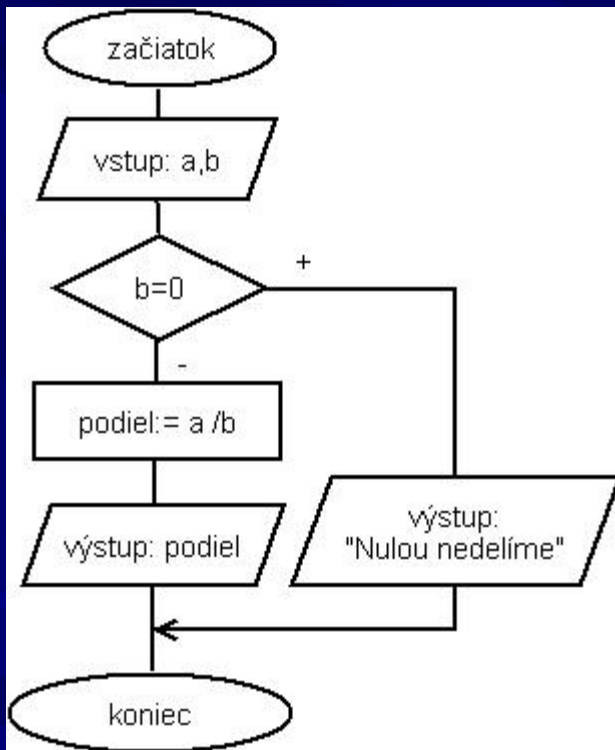 začiatok
vstup: a,b
b=0
+
-
podiel:= a /b
výstup: podiel
výstup:
"Nulou nedelíme"
koniec